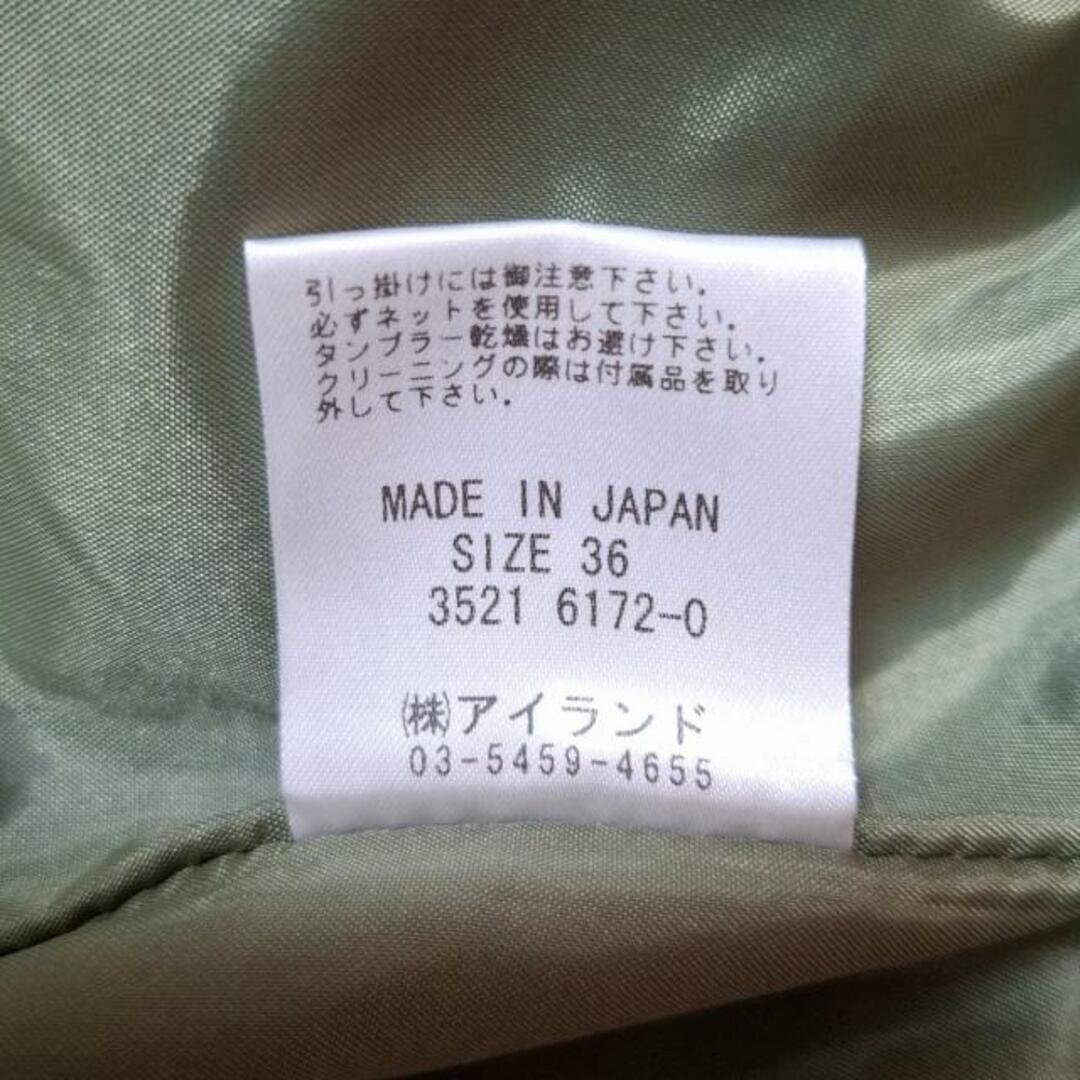 引っ掛けには御注意下さい.
必ずネットを使用して下さい.
タンブラー乾燥はお避け下さい.
クリーニングの際は付属品を取り
外して下さい.
MADE IN JAPAN
SIZE 36
3521 6172-0
㈱アイランド
03-5459-4655